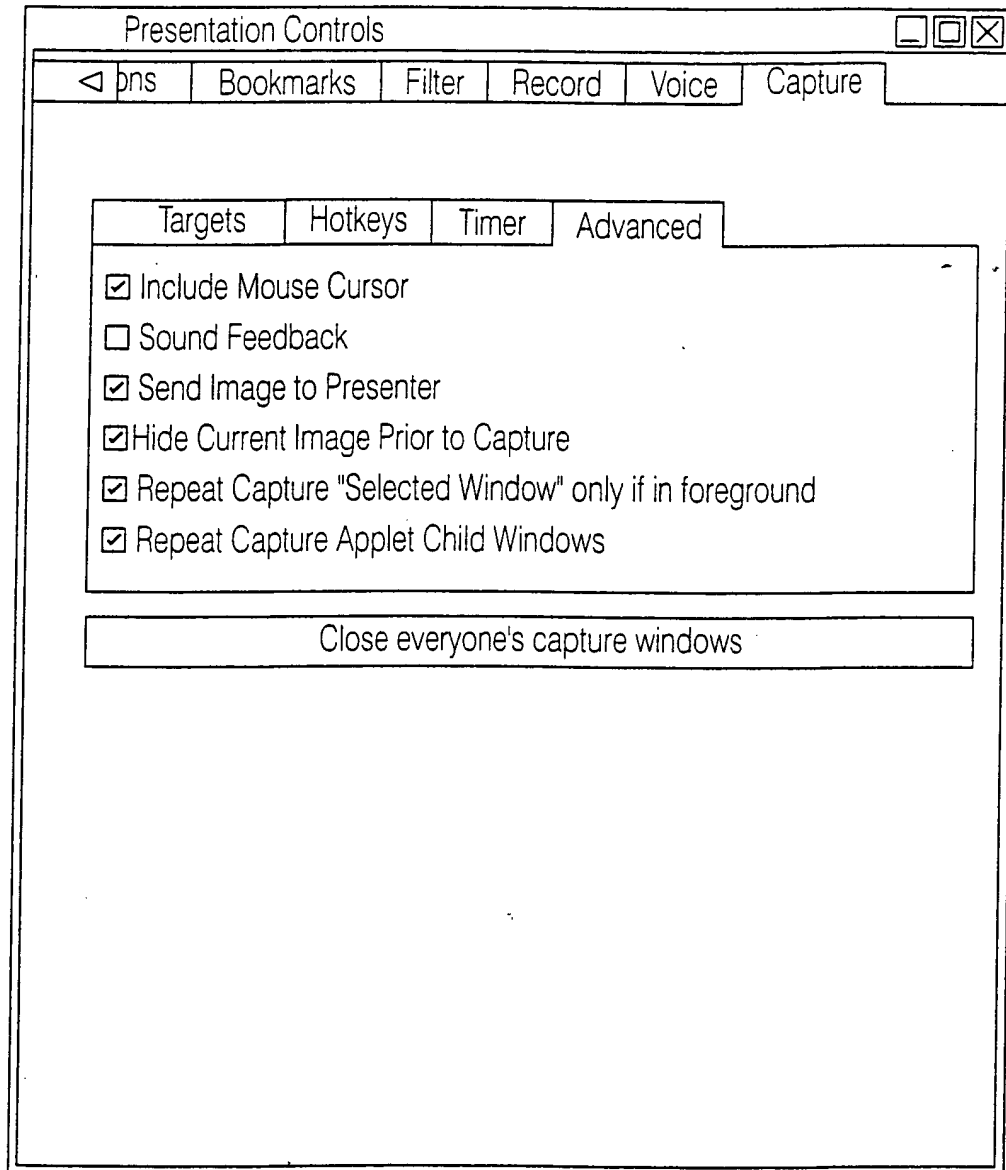 Presentation Controls
ons Bookmarks Filter Record Voice Capture
Targets Hotkeys Timer Advanced
Include Mouse Cursor
Sound Feedback
Send Image to Presenter
Hide Current Image Prior to Capture
Repeat Capture "Selected Window" only if in foreground
Repeat Capture Applet Child Windows
Close everyone's capture windows